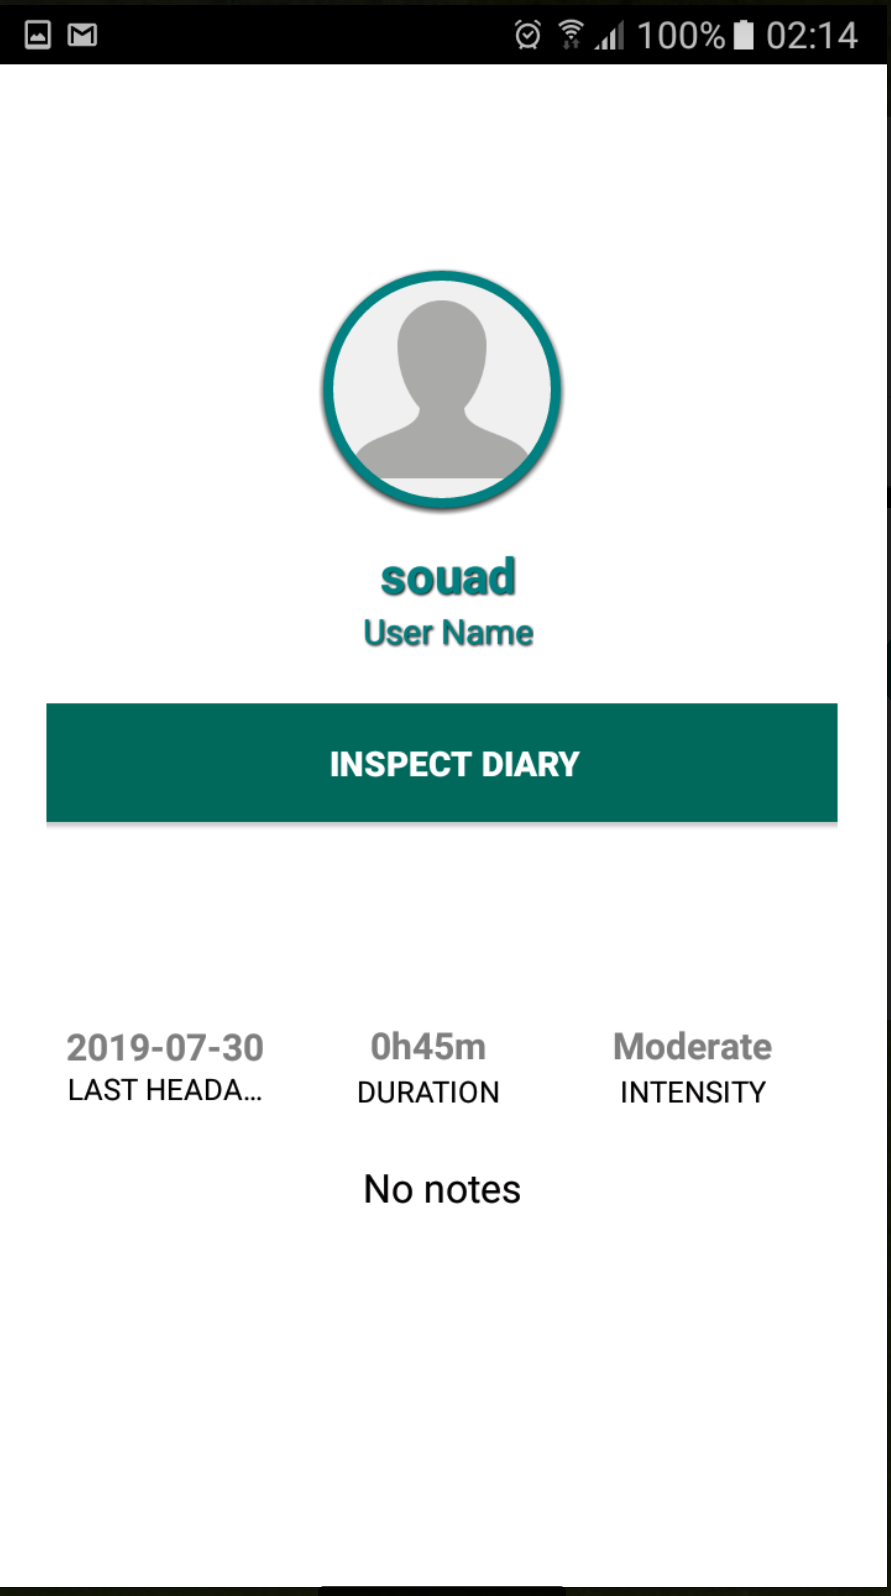 100% 02:14
souad
User Name
INSPECT DIARY
2019-07-30 0h45m Moderate
LAST HEADA... DURATION INTENSITY
No notes